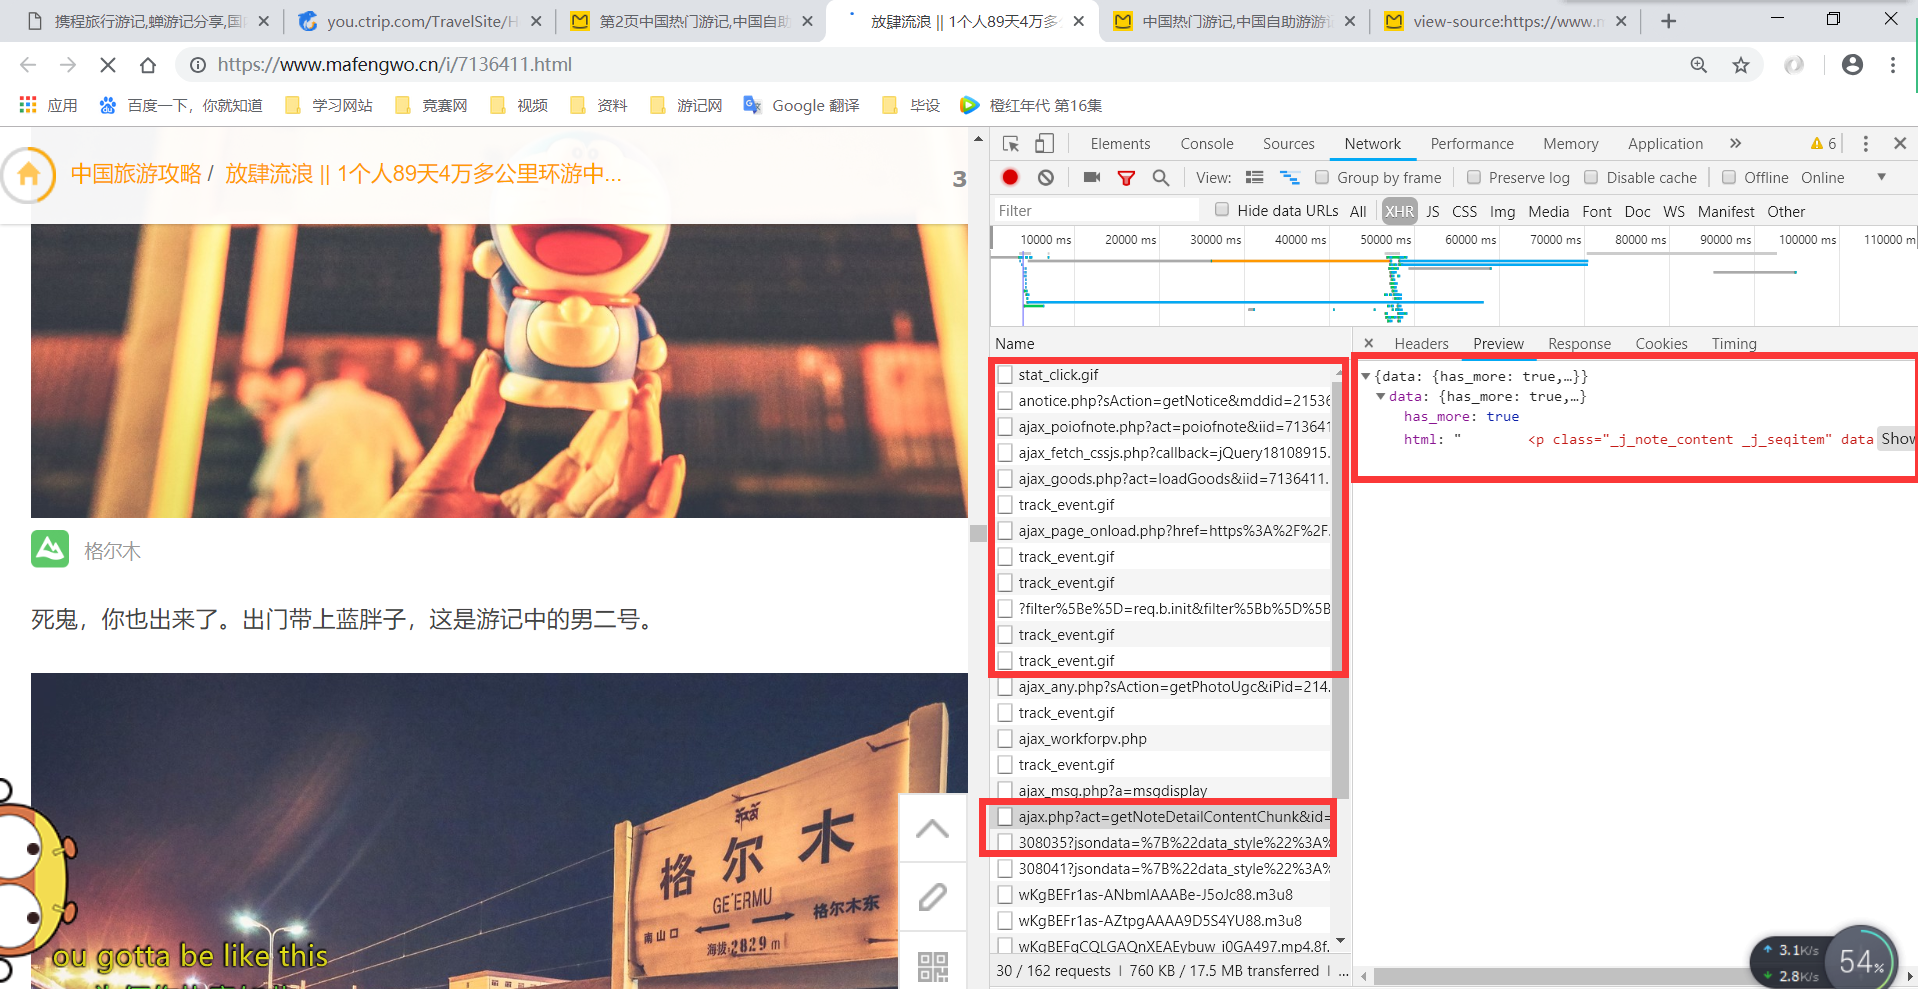 携程旅行游记,蝉游记分享,国
you.ctrip.com/TravelSite/H
第2页中国热门游记,中国自助
放肆流浪 || 1个人89天4万多
中国热门游记,中国自助游游
view-source:https://www.m
https://www.mafengwo.cn/i/7136411.html
应用 百度一下，你就知道 学习网站 竞赛网 视频 资料 游记网 Google 翻译 毕设 橙红年代 第16集
中国旅游攻略 / 放肆流浪 || 1个人89天4万多公里环游中...
3
格尔木
死鬼，你也出来了。出门带上蓝胖子，这是游记中的男二号。
格尔木
GE'ERMU
南山口
格尔木东
海拔2829 m
ou gotta be like this
Elements Console Sources Network Performance Memory Application » 6
View: Group by frame Preserve log Disable cache Offline Online
Filter Hide data URLs All XHR JS CSS Img Media Font Doc WS Manifest Other
10000 ms 20000 ms 30000 ms 40000 ms 50000 ms 60000 ms 70000 ms 80000 ms 90000 ms 100000 ms 110000 m
Name
stat_click.gif
anotice.php?sAction=getNotice&mddid=21536
ajax_poiofnote.php?act=poiofnote&iid=713641
ajax_fetch_cssjs.php?callback=jQuery18108915.
ajax_goods.php?act=loadGoods&iid=7136411.
track_event.gif
ajax_page_onload.php?href=https%3A%2F%2F.
track_event.gif
track_event.gif
?filter%5Be%5D=req.b.init&filter%5Bb%5D%5B
track_event.gif
track_event.gif
ajax_any.php?sAction=getPhotoUgc&iPid=214.
track_event.gif
ajax_workforpv.php
track_event.gif
ajax_msg.php?a=msgdisplay
ajax.php?act=getNoteDetailContentChunk&id=
308035?jsondata=%7B%22data_style%22%3A%
308041?jsondata=%7B%22data_style%22%3A%
wKgBEFr1as-ANbmIAAABe-J5oJc88.m3u8
wKgBEFr1as-AZtpgAAAA9D5S4YU88.m3u8
wKgBEFqCQLGAQnXEAEybuw_i0GA497.mp4.8f.
30 / 162 requests | 760 KB / 17.5 MB transferred | ...
Headers Preview Response Cookies Timing
{data: {has_more: true,…}}
data: {has_more: true,…}
has_more: true
html: " <p class="_j_note_content _j_seqitem" data
Show
3.1K/s
2.8K/s
54%